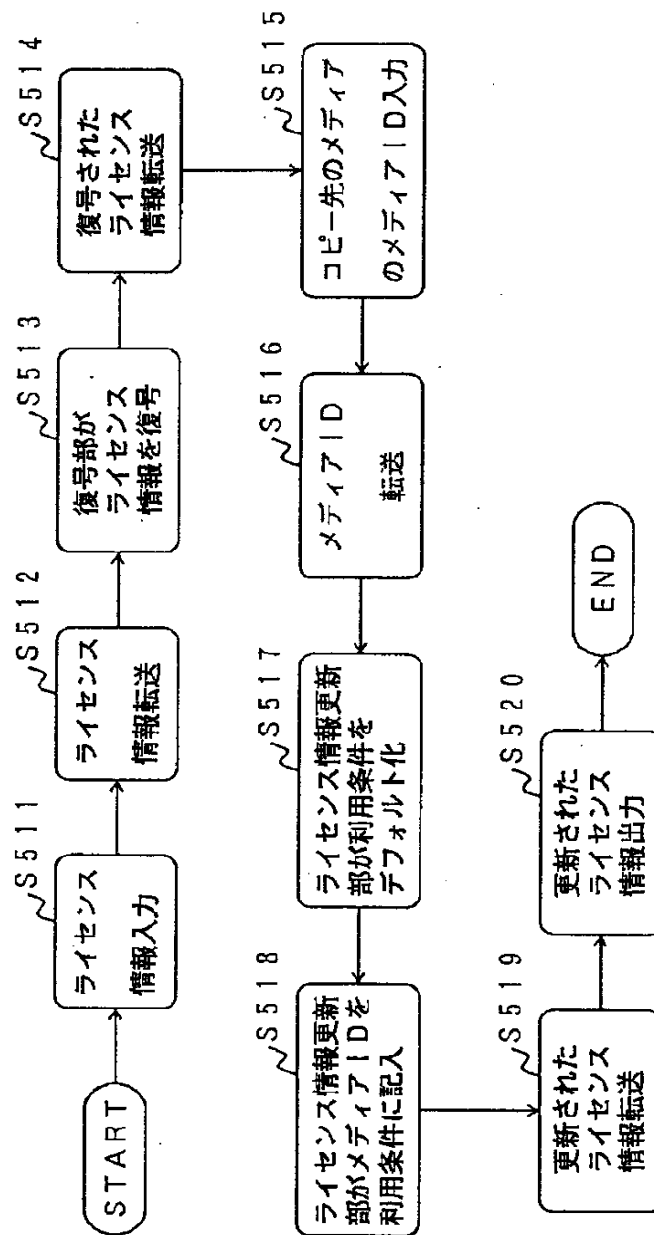 START
S511
ライセンス
情報入力
S512
ライセンス
情報転送
S513
復号部が
ライセンス
情報を復号
S514
復号された
ライセンス
情報転送
S515
コピー先のメディア
のメディアID入力
S516
メディアID
転送
S517
ライセンス情報更新
部が利用条件を
デフォルト化
S518
ライセンス情報更新
部がメディアIDを
利用条件に記入
S519
更新された
ライセンス
情報転送
S520
更新された
ライセンス
情報出力
END